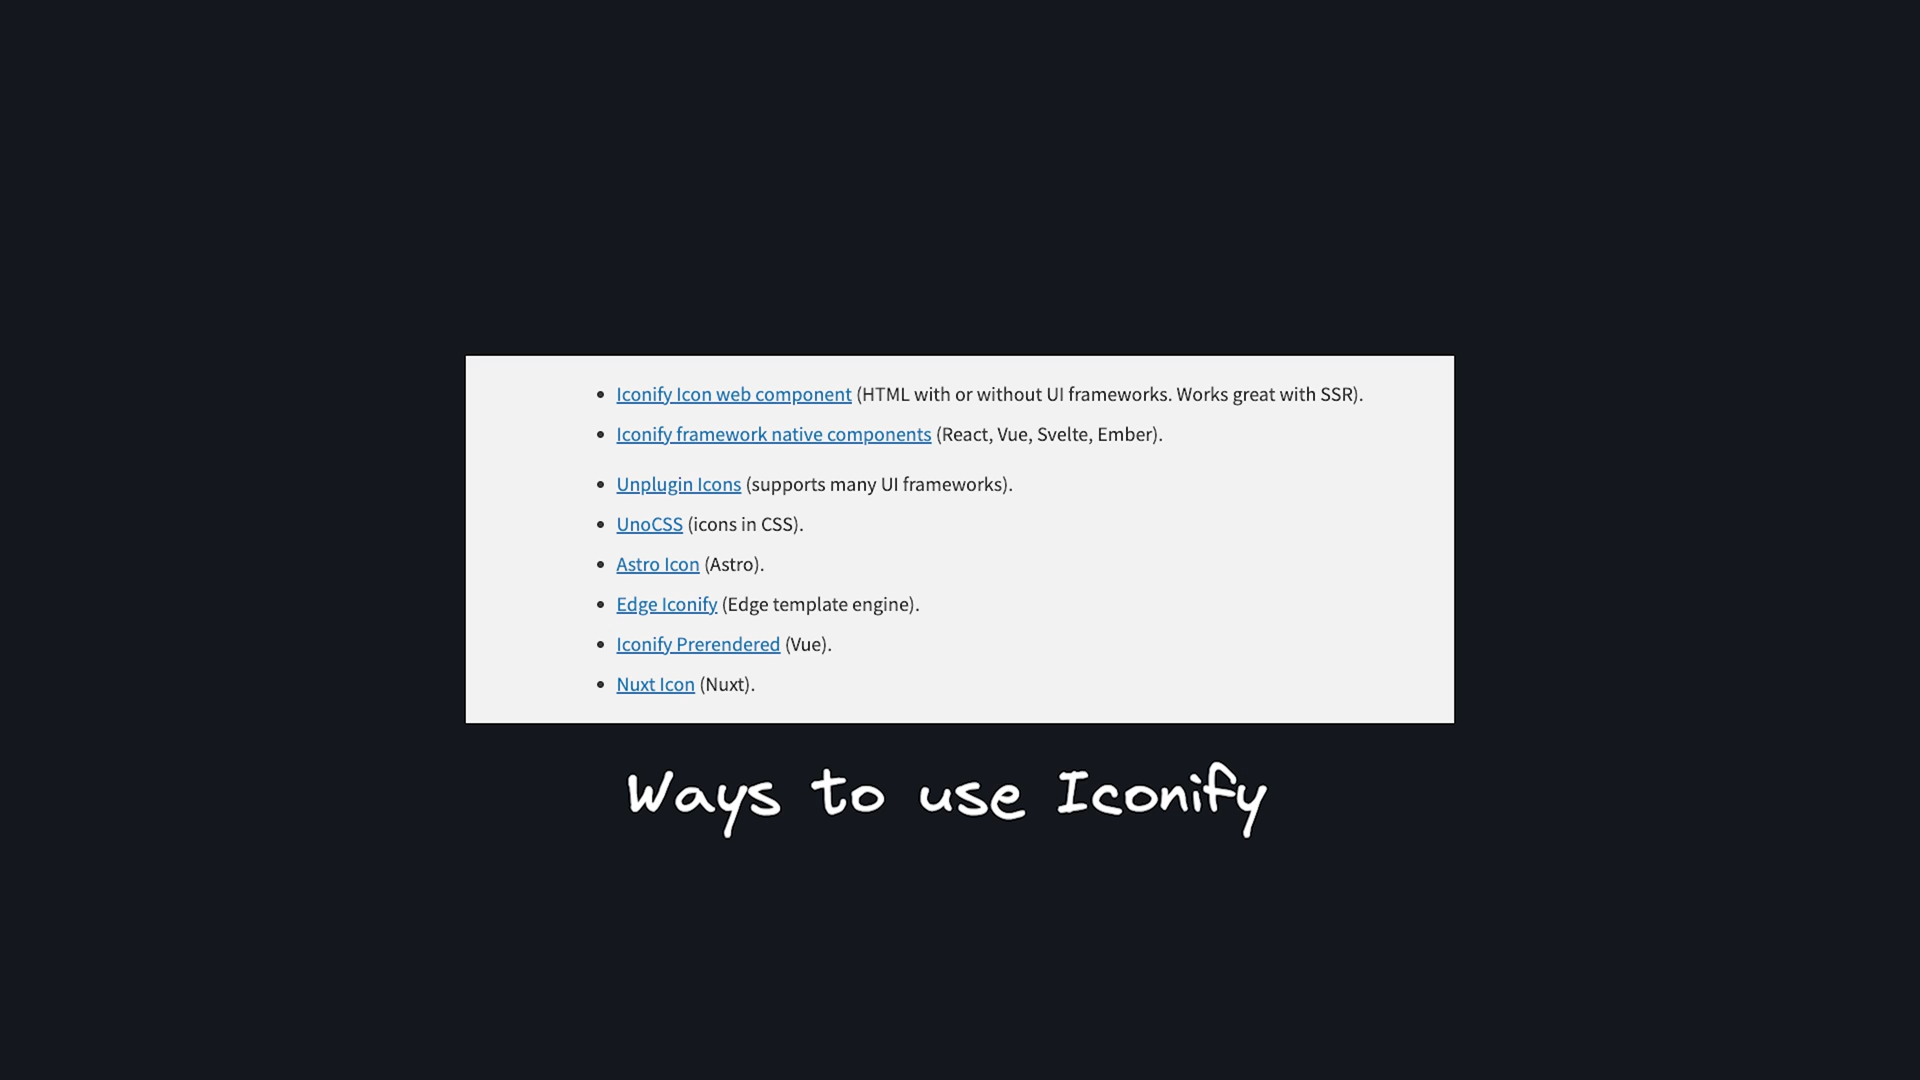 Iconify Icon web component (HTML with or without UI frameworks. Works great with SSR).
Iconify framework native components (React, Vue, Svelte, Ember).
Unplugin Icons (supports many UI frameworks).
UnoCSS (icons in CSS).
Astro Icon (Astro).
Edge Iconify (Edge template engine).
Iconify Prerendered (Vue).
Nuxt Icon (Nuxt).
Ways to use Iconify